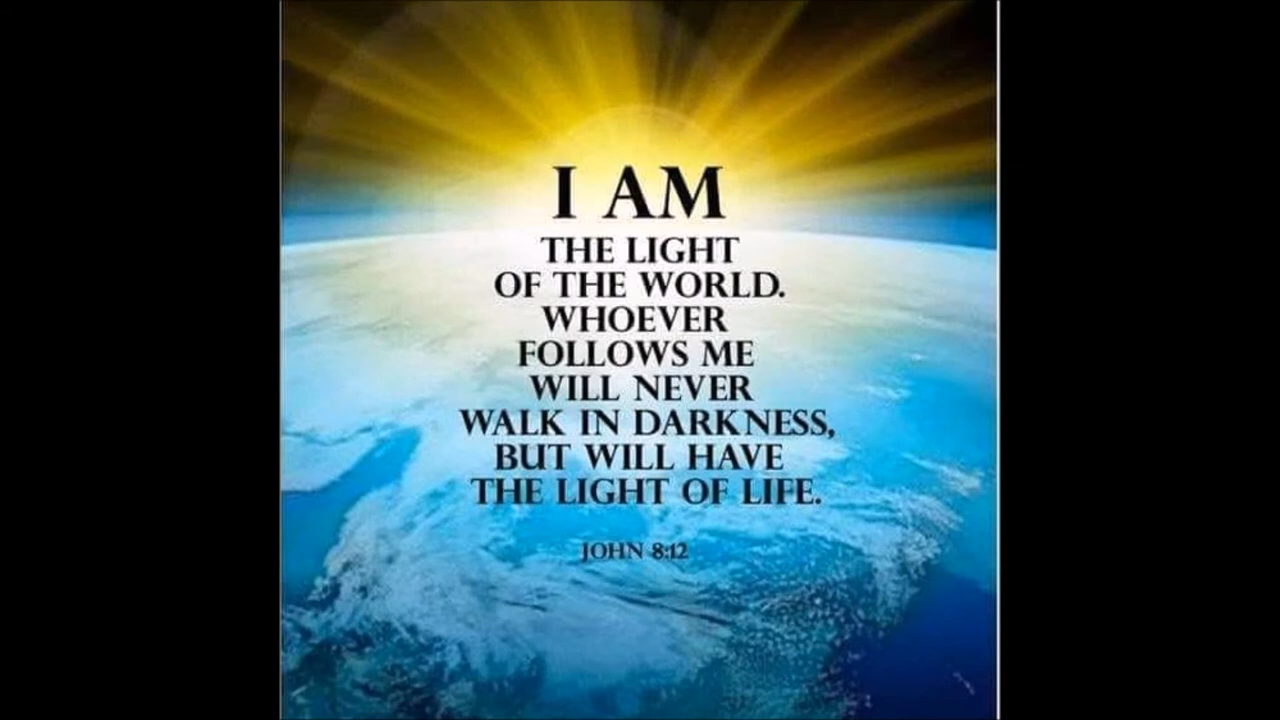 I AM
THE LIGHT
OF THE WORLD.
WHOEVER
FOLLOWS ME
WILL NEVER
WALK IN DARKNESS,
BUT WILL HAVE
THE LIGHT OF LIFE.
JOHN 8:12